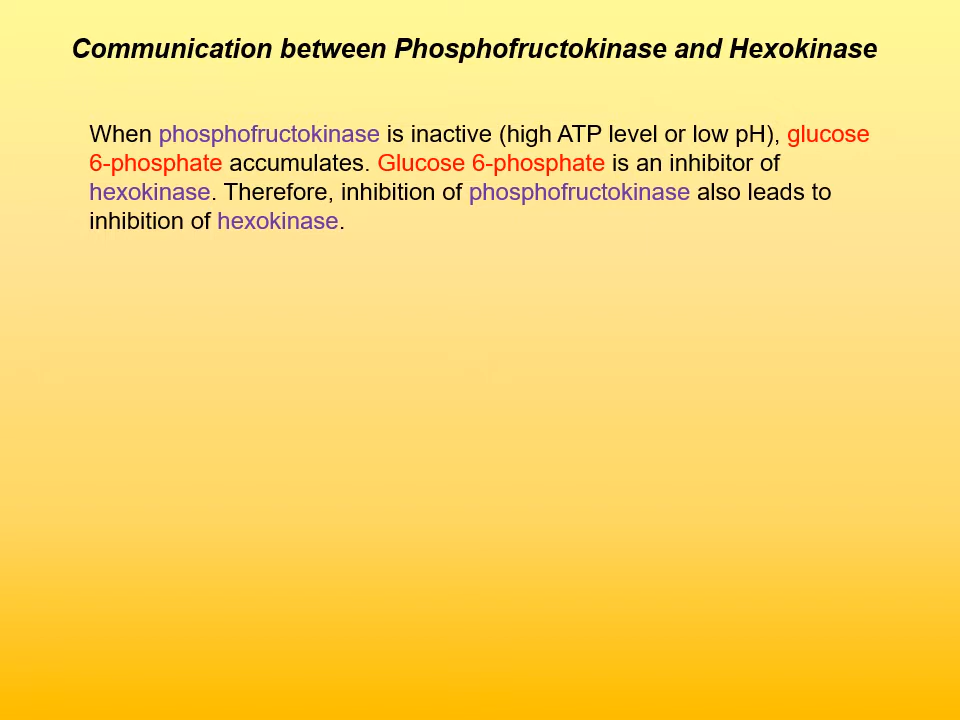 Communication between Phosphofructokinase and Hexokinase
When phosphofructokinase is inactive (high ATP level or low pH), glucose
6-phosphate accumulates. Glucose 6-phosphate is an inhibitor of
hexokinase. Therefore, inhibition of phosphofructokinase also leads to
inhibition of hexokinase.